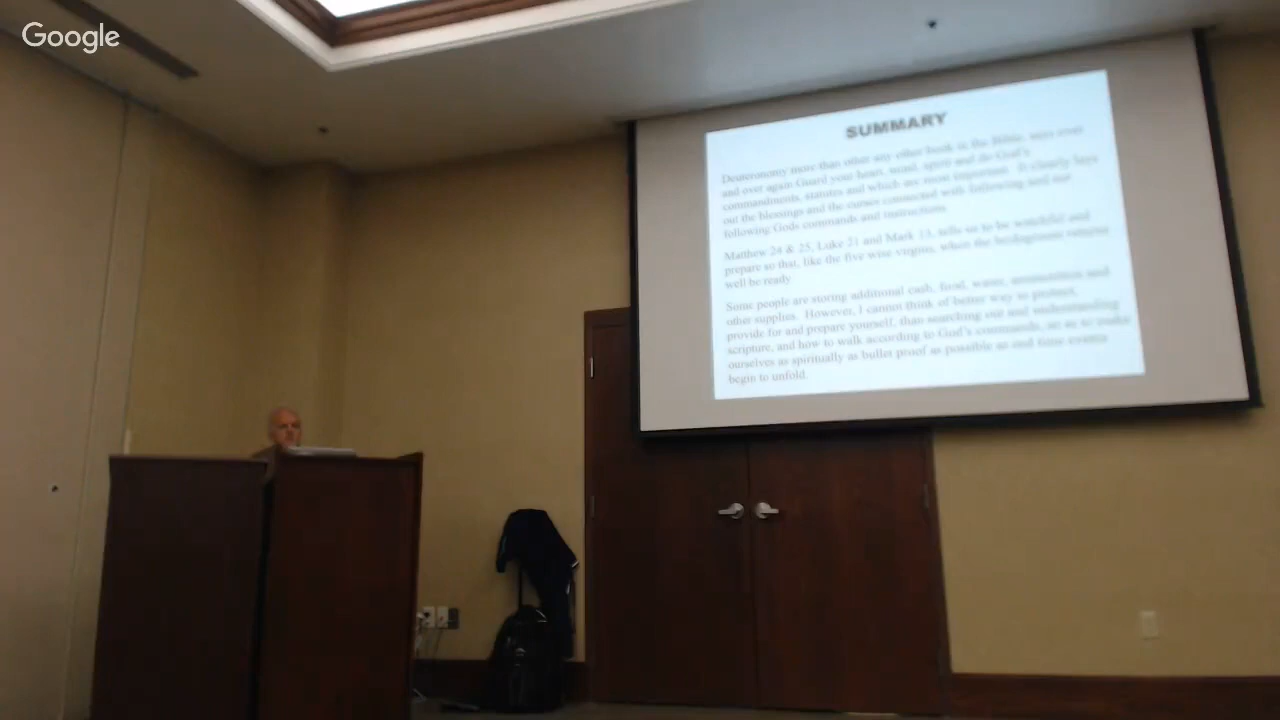 Google
SUMMARY
Deuteronomy more than other any other book in the Bible, says over
and over again Guard your heart, mind, spirit and do God's
commandments, statutes and which are most important. It clearly lays
out the blessings and the curses connected with following and not
following Gods commands and instructions
Matthew 24 & 25, Luke 21 and Mark 13, tells us to be watchful and
prepare so that, like the five wise virgins, when the bridegroom returns
well be ready
Some people are storing additional cash, food, water, ammunition and
other supplies. However, I cannot think of better way to protect,
provide for and prepare yourself, than searching out and understanding
scripture, and how to walk according to God's commands, so as to make
ourselves as spiritually as bullet proof as possible as end time events
begin to unfold.